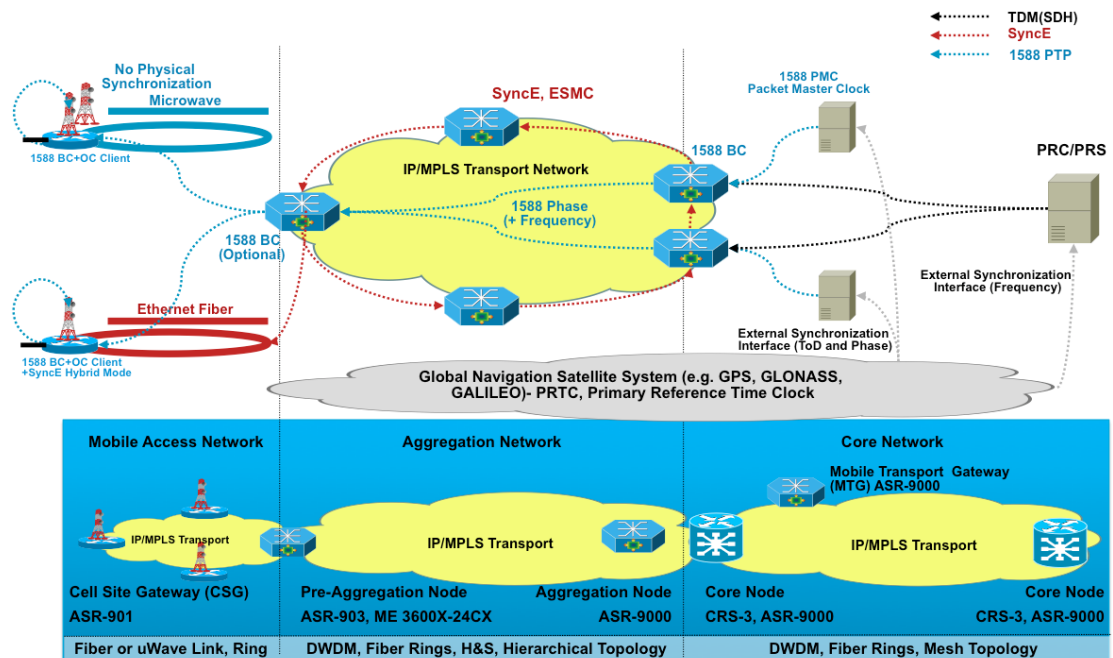 TDM(SDH)
SyncE
1588 PTP
No Physical
Synchronization
Microwave
1588 BC+OC Client
SyncE, ESMC
IP/MPLS Transport Network
1588 BC
1588 PMC
Packet Master Clock
PRC/PRS
1588 Phase
(+ Frequency)
1588 BC
(Optional)
Ethernet Fiber
1588 BC+OC Client
+SyncE Hybrid Mode
External Synchronization
Interface (Frequency)
External Synchronization
Interface (ToD and Phase)
Global Navigation Satellite System (e.g. GPS, GLONASS,
GALILEO)- PRTC, Primary Reference Time Clock
Mobile Access Network
Aggregation Network
Core Network
Mobile Transport Gateway
(MTG) ASR-9000
IP/MPLS Transport
IP/MPLS Transport
IP/MPLS Transport
Cell Site Gateway (CSG)
ASR-901
Pre-Aggregation Node
ASR-903, ME 3600X-24CX
Aggregation Node
ASR-9000
Core Node
CRS-3, ASR-9000
Core Node
CRS-3, ASR-9000
Fiber or uWave Link, Ring
DWDM, Fiber Rings, H&S, Hierarchical Topology
DWDM, Fiber Rings, Mesh Topology